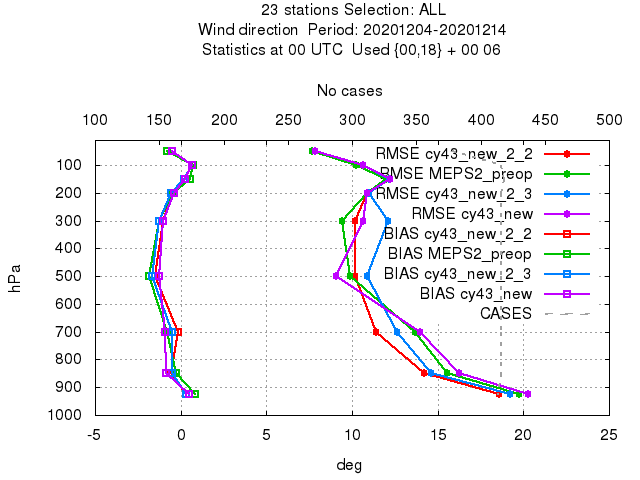 23 stations Selection: ALL
Wind direction  Period: 20201204-20201214
Statistics at 00 UTC  Used {00,18} + 00 06
No cases
100 150 200 250 300 350 400 450 500
RMSE cy43_new_2_2
100 RMSE MEPS2_preop
RMSE cy43_new_2_3
200 RMSE cy43_new
300 BIAS cy43_new_2_2
400 BIAS MEPS2_preop
BIAS cy43_new_2_3
500 BIAS cy43_new
hPa
600 CASES
700
800
900
1000
-5 0 5 10 15 20 25
deg